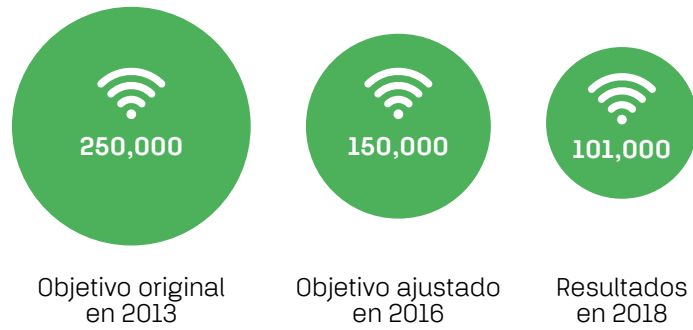 250,000
150,000
101,000
Objetivo original
en 2013
Objetivo ajustado
en 2016
Resultados
en 2018